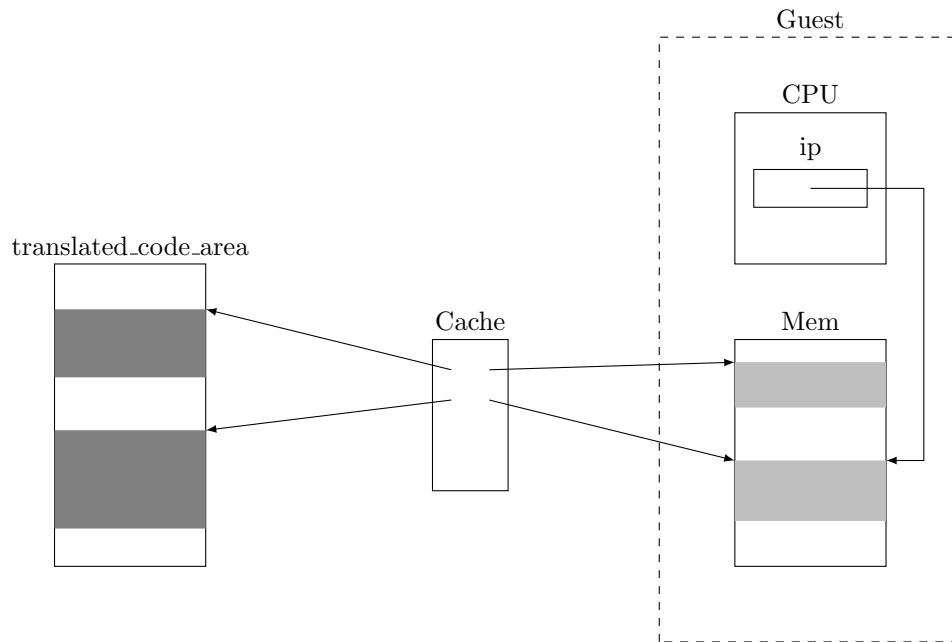 Guest
CPU
ip
translated_code_area
Cache
Mem